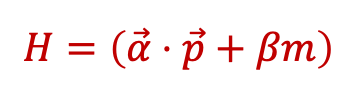 H = (α⃗ · p⃗ + βm)